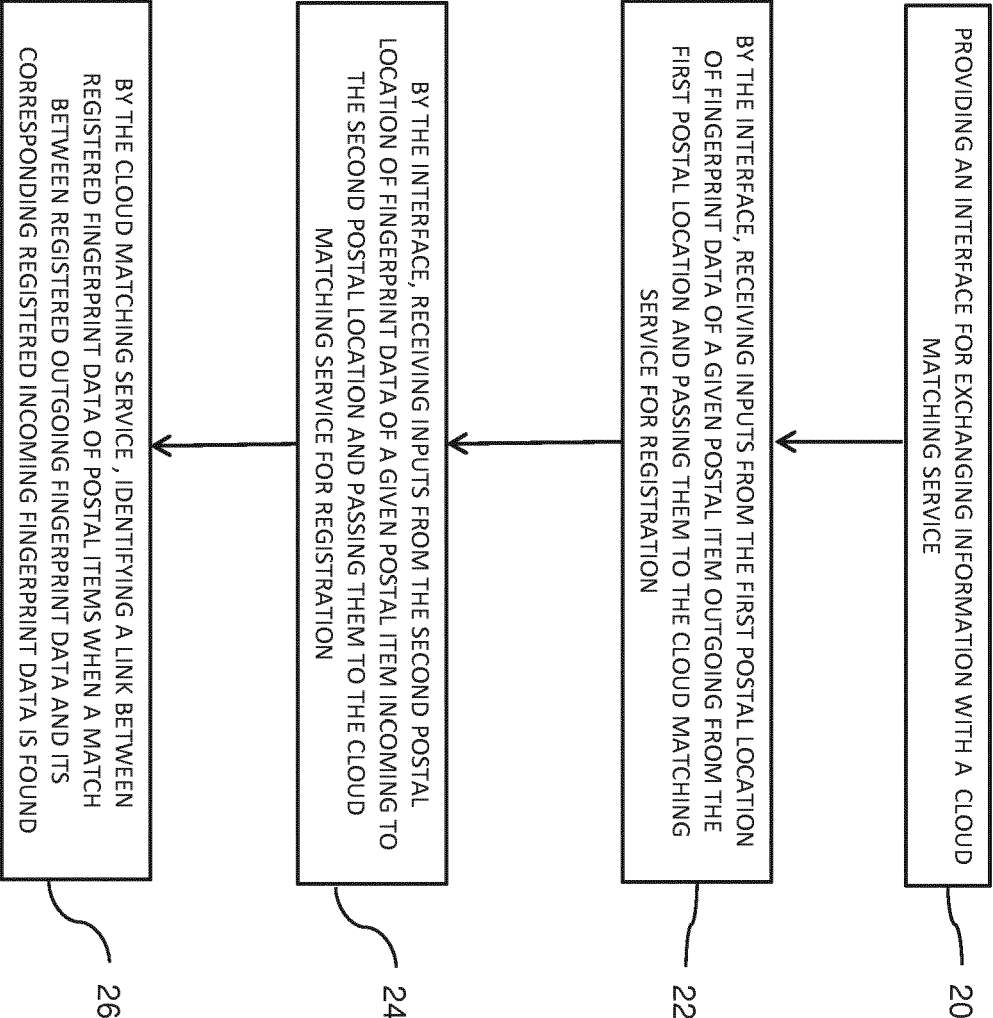 PROVIDING AN INTERFACE FOR EXCHANGING INFORMATION WITH A CLOUD
MATCHING SERVICE
20
BY THE INTERFACE, RECEIVING INPUTS FROM THE FIRST POSTAL LOCATION
OF FINGERPRINT DATA OF A GIVEN POSTAL ITEM OUTGOING FROM THE
FIRST POSTAL LOCATION AND PASSING THEM TO THE CLOUD MATCHING
SERVICE FOR REGISTRATION
22
BY THE INTERFACE, RECEIVING INPUTS FROM THE SECOND POSTAL
LOCATION OF FINGERPRINT DATA OF A GIVEN POSTAL ITEM INCOMING TO
THE SECOND POSTAL LOCATION AND PASSING THEM TO THE CLOUD
MATCHING SERVICE FOR REGISTRATION
24
BY THE CLOUD MATCHING SERVICE , IDENTIFYING A LINK BETWEEN
REGISTERED FINGERPRINT DATA OF POSTAL ITEMS WHEN A MATCH
BETWEEN REGISTERED OUTGOING FINGERPRINT DATA AND ITS
CORRESPONDING REGISTERED INCOMING FINGERPRINT DATA IS FOUND
26